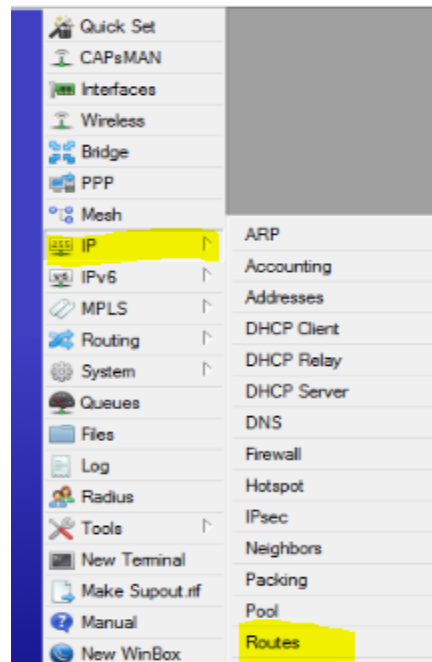 Quick Set
CAPsMAN
Interfaces
Wireless
Bridge
PPP
Mesh
IP
IPv6
MPLS
Routing
System
Queues
Files
Log
Radius
Tools
New Terminal
Make Supout.rif
Manual
New WinBox
ARP
Accounting
Addresses
DHCP Client
DHCP Relay
DHCP Server
DNS
Firewall
Hotspot
IPsec
Neighbors
Packing
Pool
Routes